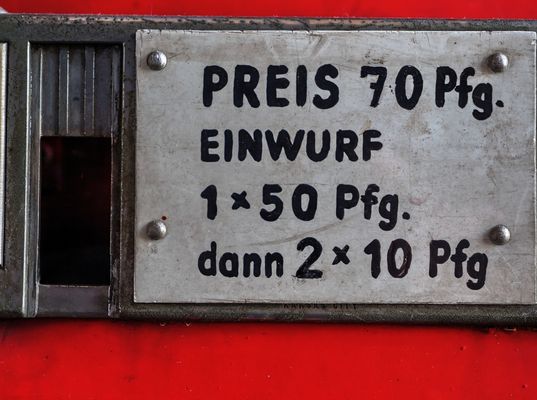 PREIS 70 Pfg.
EINWURF
1 x 50 Pfg.
dann 2 x 10 Pfg